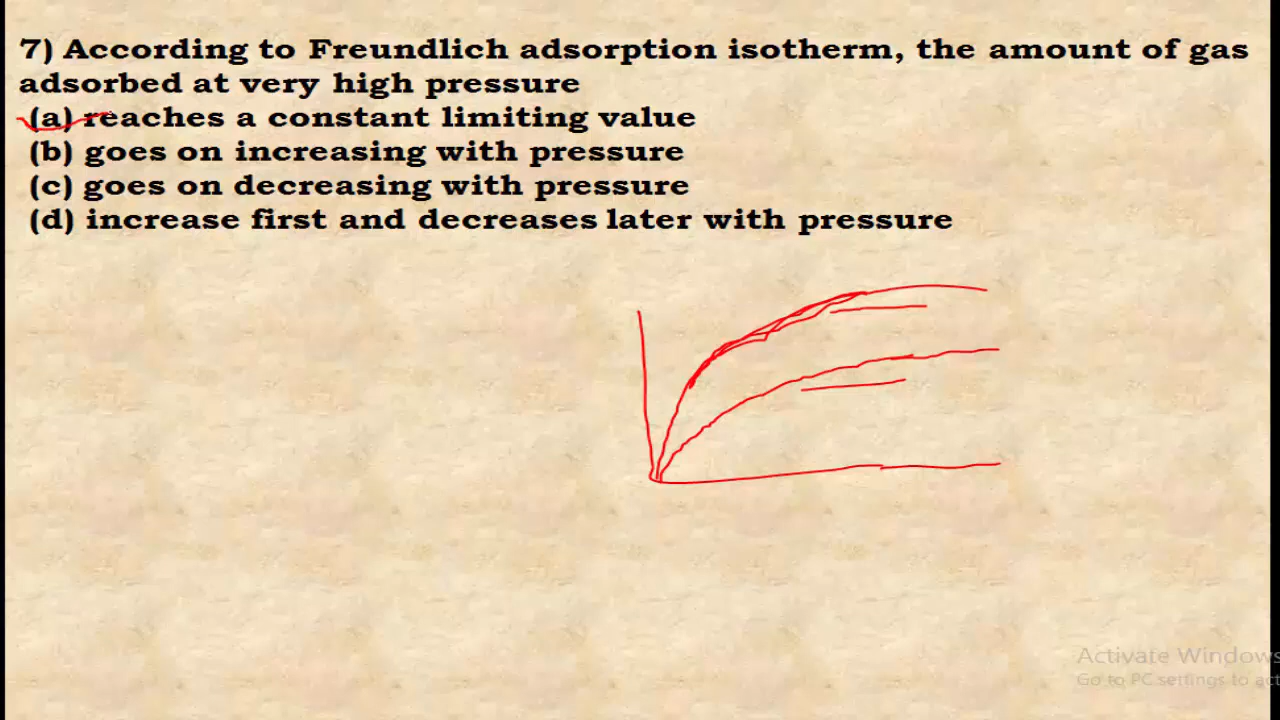 7) According to Freundlich adsorption isotherm, the amount of gas
adsorbed at very high pressure
(a) reaches a constant limiting value
(b) goes on increasing with pressure
(c) goes on decreasing with pressure
(d) increase first and decreases later with pressure
Activate Windows
Go to PC settings to act